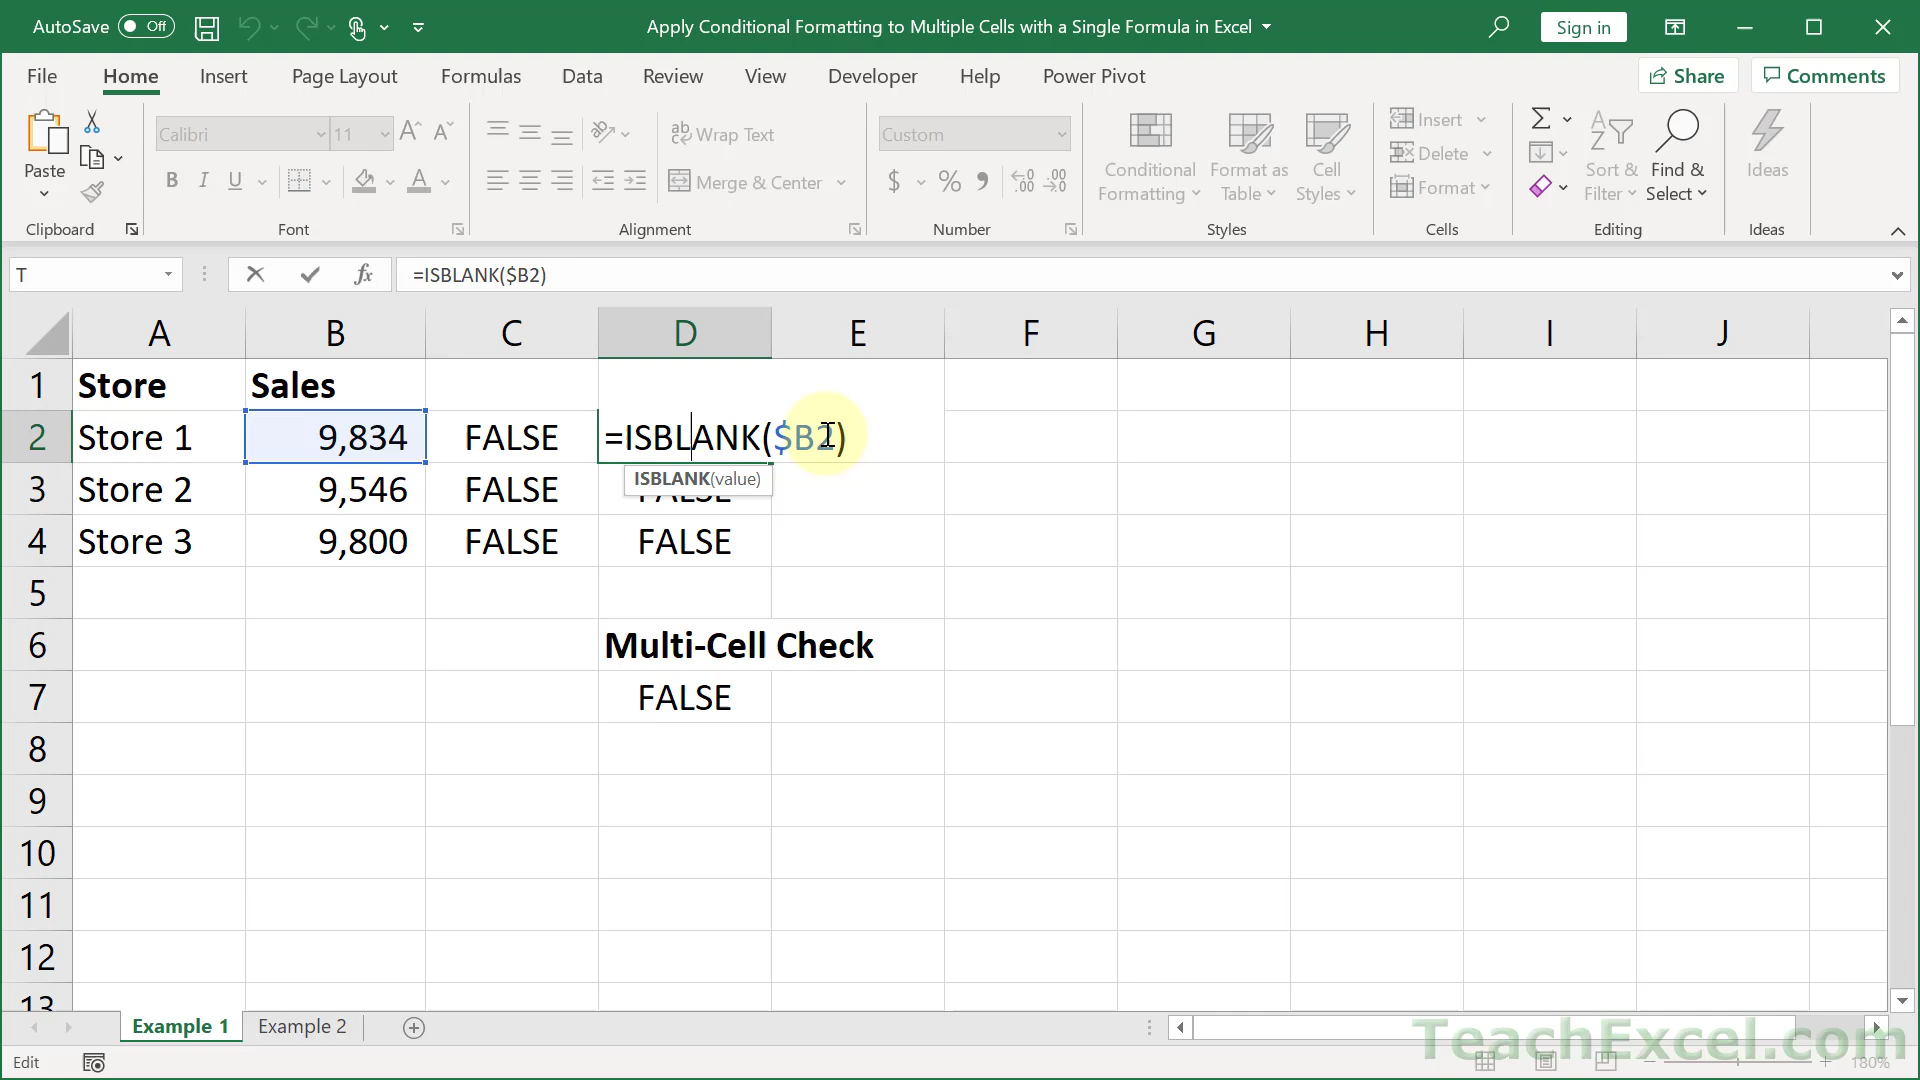 AutoSave Off Apply Conditional Formatting to Multiple Cells with a Single Formula in Excel Sign in
File Home Insert Page Layout Formulas Data Review View Developer Help Power Pivot Share Comments
Calibri 11 Wrap Text Custom Insert
Paste Conditional Format as Cell Delete Sort & Find & Ideas
B I U Merge & Center $ % Formatting Table Styles Format Filter Select
Clipboard Font Alignment Number Styles Cells Editing Ideas
T fx =ISBLANK($B2)
A B C D E F G H I J
1 Store Sales
2 Store 1 9,834 FALSE =ISBLANK($B2)
ISBLANK(value)
3 Store 2 9,546 FALSE FALSE
4 Store 3 9,800 FALSE FALSE
5
6 Multi-Cell Check
7 FALSE
8
9
10
11
12
13
Example 1 Example 2
TeachExcel.com
Edit 180%